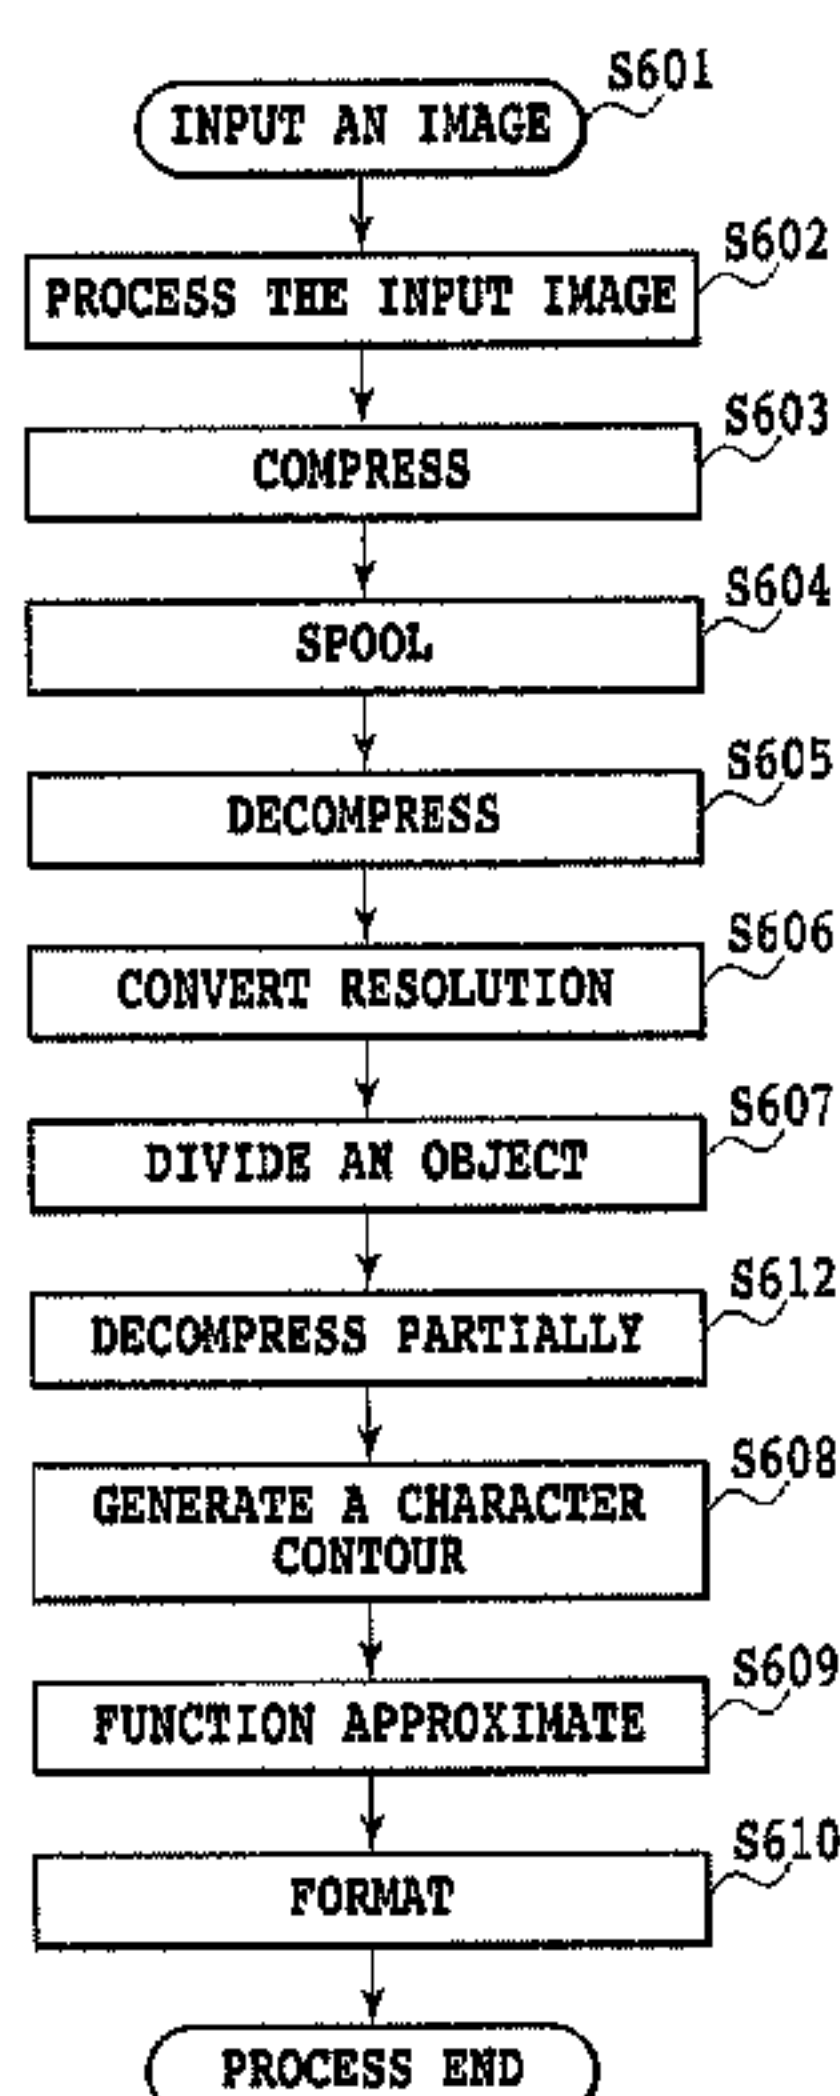 S601
INPUT AN IMAGE
S602
PROCESS THE INPUT IMAGE
S603
COMPRESS
S604
SPOOL
S605
DECOMPRESS
S606
CONVERT RESOLUTION
S607
DIVIDE AN OBJECT
S612
DECOMPRESS PARTIALLY
S608
GENERATE A CHARACTER
CONTOUR
S609
FUNCTION APPROXIMATE
S610
FORMAT
PROCESS END